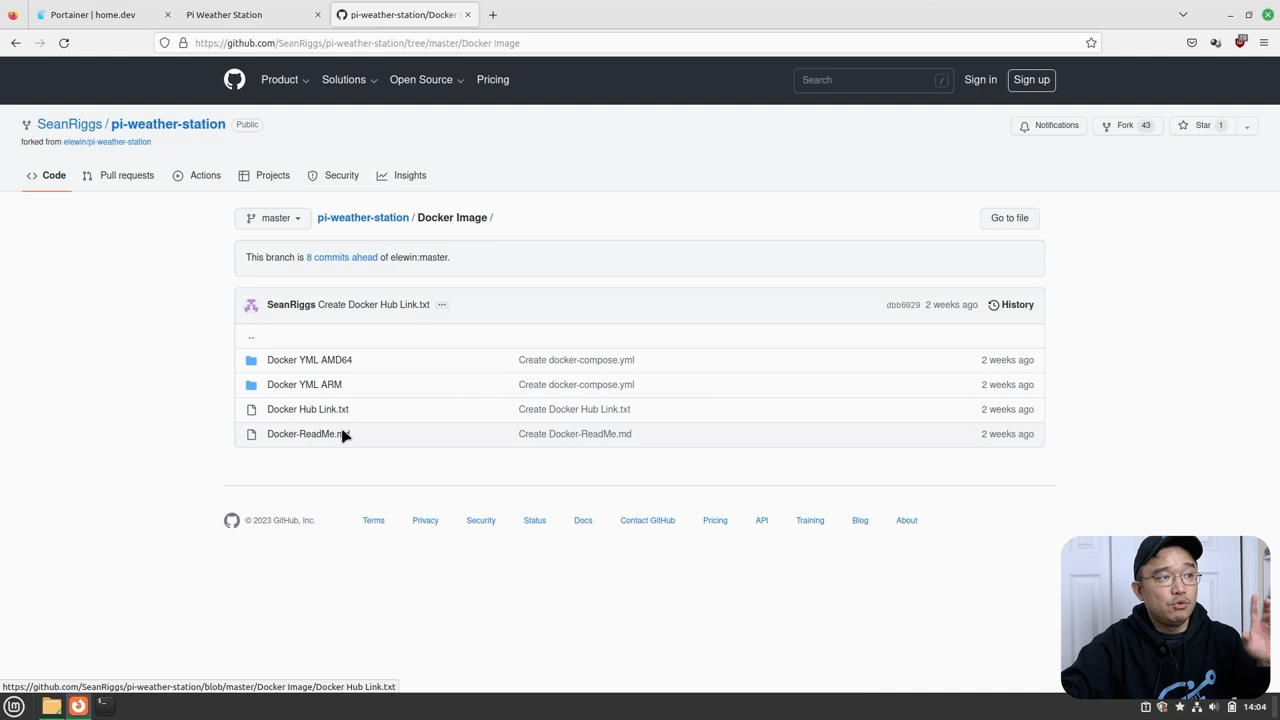 Portainer | home.dev
Pi Weather Station
pi-weather-station/Docker
https://github.com/SeanRiggs/pi-weather-station/tree/master/Docker Image
Product
Solutions
Open Source
Pricing
Search
/
Sign in
Sign up
SeanRiggs / pi-weather-station
Public
forked from elewin/pi-weather-station
Notifications
Fork 43
Star 1
Code
Pull requests
Actions
Projects
Security
Insights
master
pi-weather-station / Docker Image /
Go to file
This branch is 8 commits ahead of elewin:master.
SeanRiggs Create Docker Hub Link.txt ...
dbb6029 2 weeks ago
History
..
Docker YML AMD64 Create docker-compose.yml 2 weeks ago
Docker YML ARM Create docker-compose.yml 2 weeks ago
Docker Hub Link.txt Create Docker Hub Link.txt 2 weeks ago
Docker-ReadMe.md Create Docker-ReadMe.md 2 weeks ago
© 2023 GitHub, Inc.
Terms
Privacy
Security
Status
Docs
Contact GitHub
Pricing
API
Training
Blog
About
https://github.com/SeanRiggs/pi-weather-station/blob/master/Docker Image/Docker Hub Link.txt
14:04